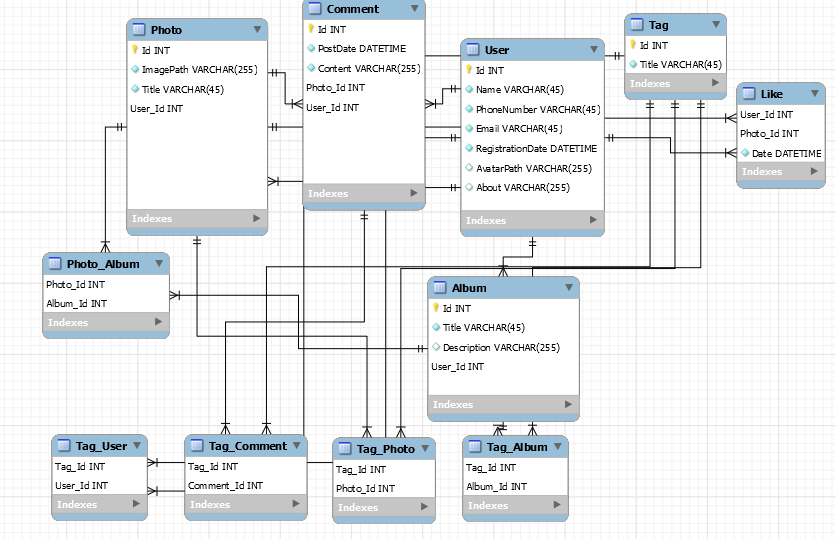 Photo
Id INT
ImagePath VARCHAR(255)
Title VARCHAR(45)
User_Id INT
Indexes
Comment
Id INT
PostDate DATETIME
Content VARCHAR(255)
Photo_Id INT
User_Id INT
Indexes
User
Id INT
Name VARCHAR(45)
PhoneNumber VARCHAR(45)
Email VARCHAR(45)
RegistrationDate DATETIME
AvatarPath VARCHAR(255)
About VARCHAR(255)
Indexes
Tag
Id INT
Title VARCHAR(45)
Indexes
Like
User_Id INT
Photo_Id INT
Date DATETIME
Indexes
Photo_Album
Photo_Id INT
Album_Id INT
Indexes
Album
Id INT
Title VARCHAR(45)
Description VARCHAR(255)
User_Id INT
Indexes
Tag_User
Tag_Id INT
User_Id INT
Indexes
Tag_Comment
Tag_Id INT
Comment_Id INT
Indexes
Tag_Photo
Tag_Id INT
Photo_Id INT
Indexes
Tag_Album
Tag_Id INT
Album_Id INT
Indexes